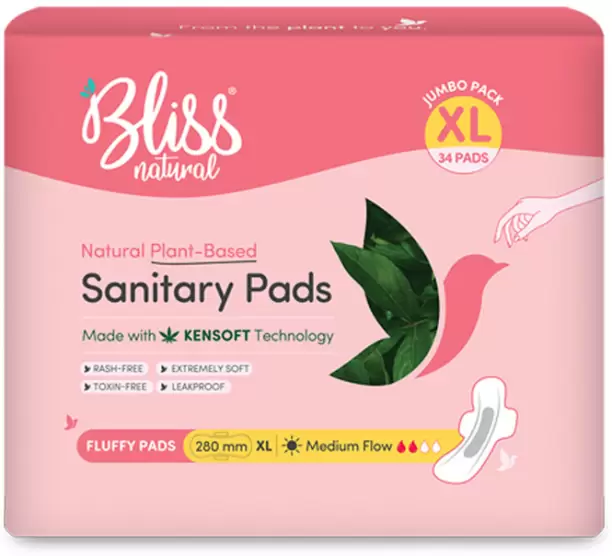 From the plant to you.
Bliss®
natural
JUMBO PACK
XL
34 PADS
Natural Plant-Based
Sanitary Pads
Made with KENSOFT Technology
RASH-FREE EXTREMELY SOFT
TOXIN-FREE LEAKPROOF
FLUFFY PADS 280 mm XL Medium Flow